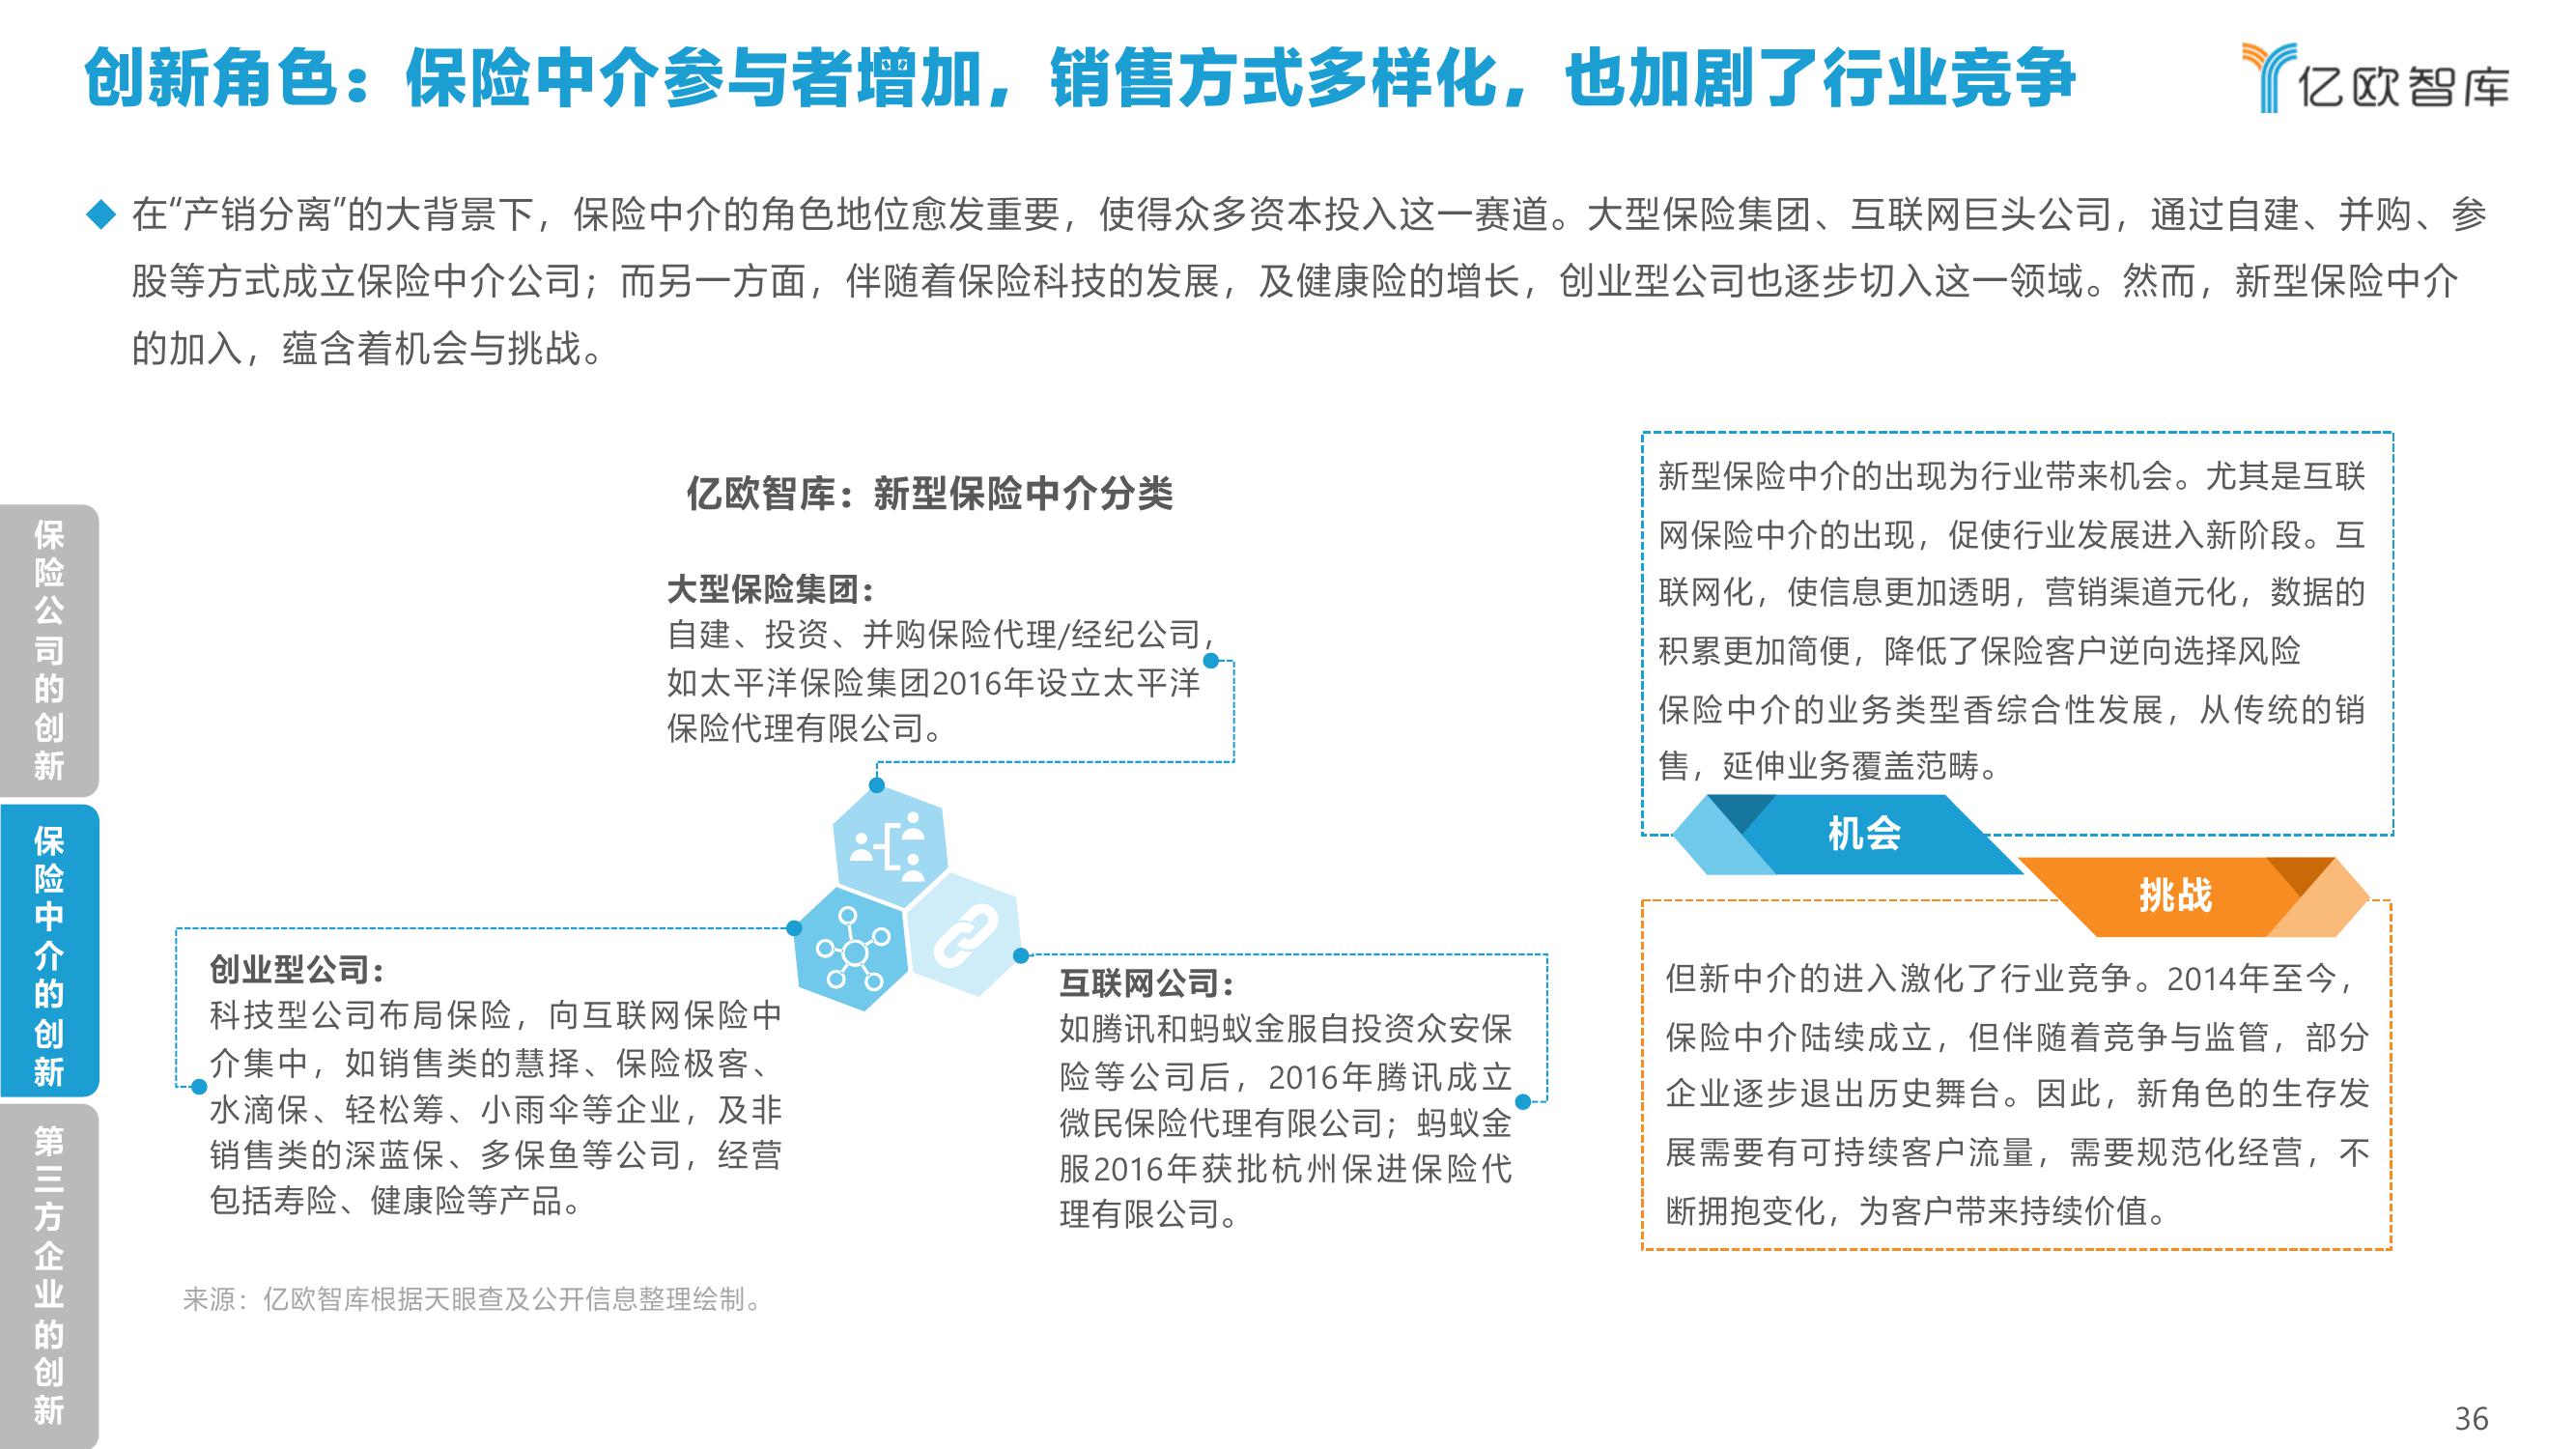 创新角色：保险中介参与者增加，销售方式多样化，也加剧了行业竞争
亿欧智库
◆ 在“产销分离”的大背景下，保险中介的角色地位愈发重要，使得众多资本投入这一赛道。大型保险集团、互联网巨头公司，通过自建、并购、参
股等方式成立保险中介公司；而另一方面，伴随着保险科技的发展，及健康险的增长，创业型公司也逐步切入这一领域。然而，新型保险中介
的加入，蕴含着机会与挑战。
保险公司的创新
保险中介的创新
第三方企业的创新
亿欧智库：新型保险中介分类
大型保险集团：
自建、投资、并购保险代理/经纪公司，
如太平洋保险集团2016年设立太平洋
保险代理有限公司。
创业型公司：
科技型公司布局保险，向互联网保险中
介集中，如销售类的慧择、保险极客、
水滴保、轻松筹、小雨伞等企业，及非
销售类的深蓝保、多保鱼等公司，经营
包括寿险、健康险等产品。
互联网公司：
如腾讯和蚂蚁金服自投资众安保
险等公司后，2016年腾讯成立
微民保险代理有限公司；蚂蚁金
服2016年获批杭州保进保险代
理有限公司。
新型保险中介的出现为行业带来机会。尤其是互联
网保险中介的出现，促使行业发展进入新阶段。互
联网化，使信息更加透明，营销渠道元化，数据的
积累更加简便，降低了保险客户逆向选择风险
保险中介的业务类型香综合性发展，从传统的销
售，延伸业务覆盖范畴。
机会
挑战
但新中介的进入激化了行业竞争。2014年至今，
保险中介陆续成立，但伴随着竞争与监管，部分
企业逐步退出历史舞台。因此，新角色的生存发
展需要有可持续客户流量，需要规范化经营，不
断拥抱变化，为客户带来持续价值。
来源：亿欧智库根据天眼查及公开信息整理绘制。
36